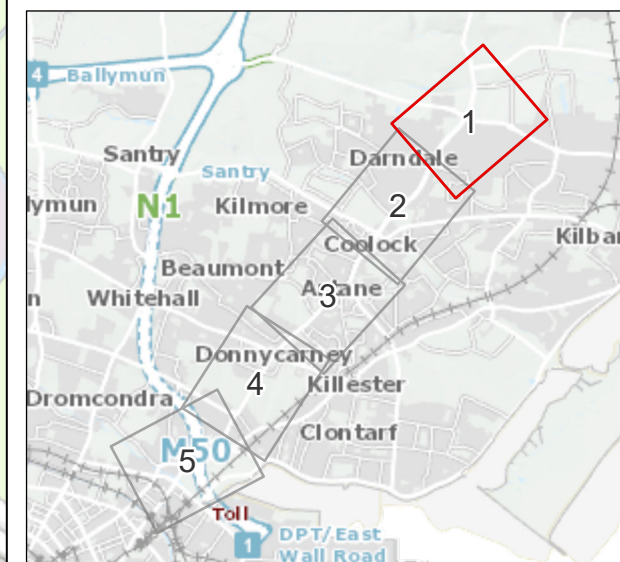 4
Ballymun
1
Santry
Darndale
Santry
lymun
N1
Kilmore
2
Coolock
Kilbar
Beaumont
n
Whitehall
3
Donnycarney
4
Killester
Dromcondra
Clontarf
M50
5
Toll
1
DPT/East
Wall Road